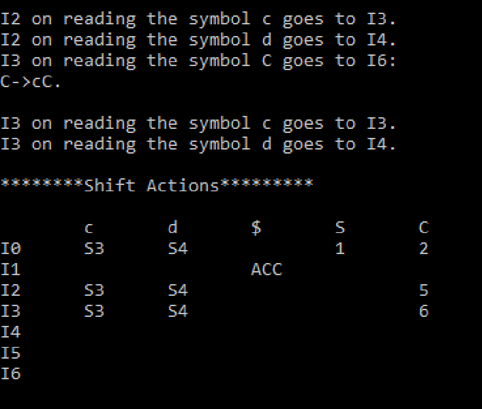 I2 on reading the symbol c goes to I3.
I2 on reading the symbol d goes to I4.
I3 on reading the symbol C goes to I6:
C->cC.
I3 on reading the symbol c goes to I3.
I3 on reading the symbol d goes to I4.
********Shift Actions*********
c d $ S C
I0 S3 S4 1 2
I1 ACC
I2 S3 S4 5
I3 S3 S4 6
I4
I5
I6